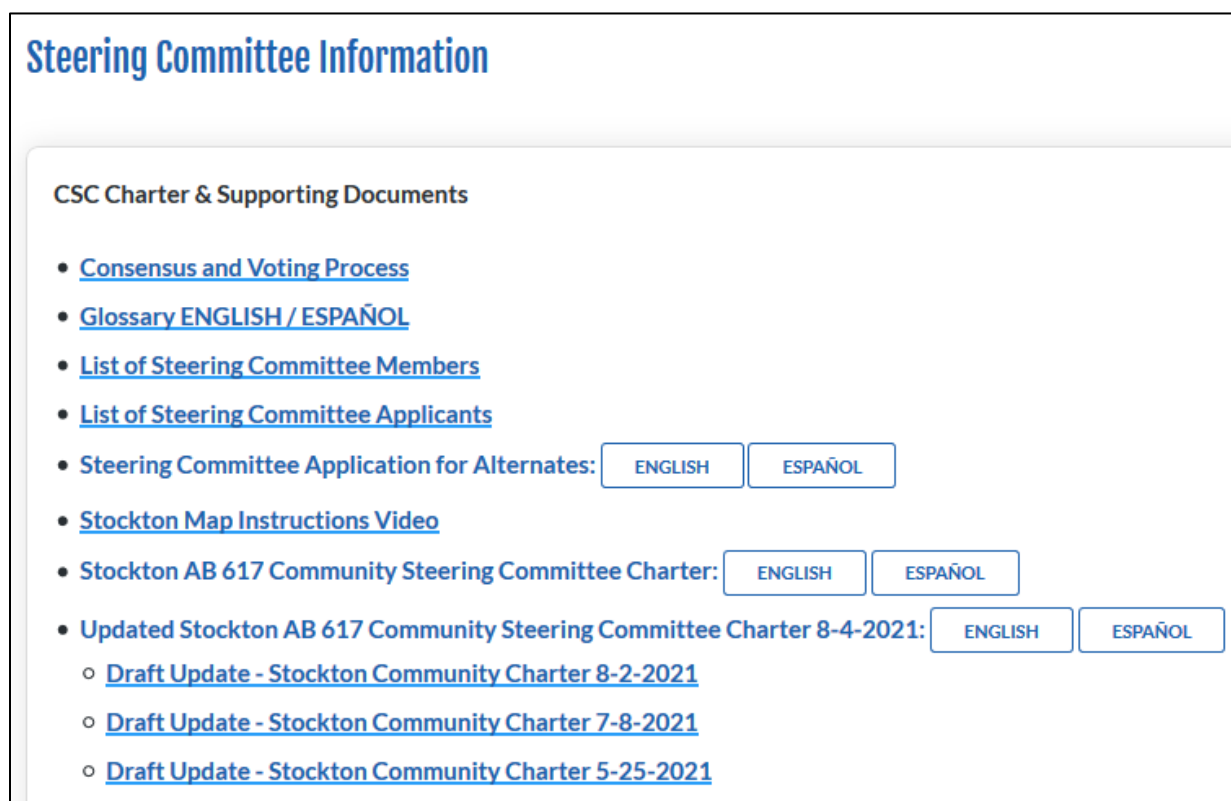 Steering Committee Information
CSC Charter & Supporting Documents
• Consensus and Voting Process
• Glossary ENGLISH / ESPAÑOL
• List of Steering Committee Members
• List of Steering Committee Applicants
• Steering Committee Application for Alternates: ENGLISH ESPAÑOL
• Stockton Map Instructions Video
• Stockton AB 617 Community Steering Committee Charter: ENGLISH ESPAÑOL
• Updated Stockton AB 617 Community Steering Committee Charter 8-4-2021: ENGLISH ESPAÑOL
○ Draft Update - Stockton Community Charter 8-2-2021
○ Draft Update - Stockton Community Charter 7-8-2021
○ Draft Update - Stockton Community Charter 5-25-2021